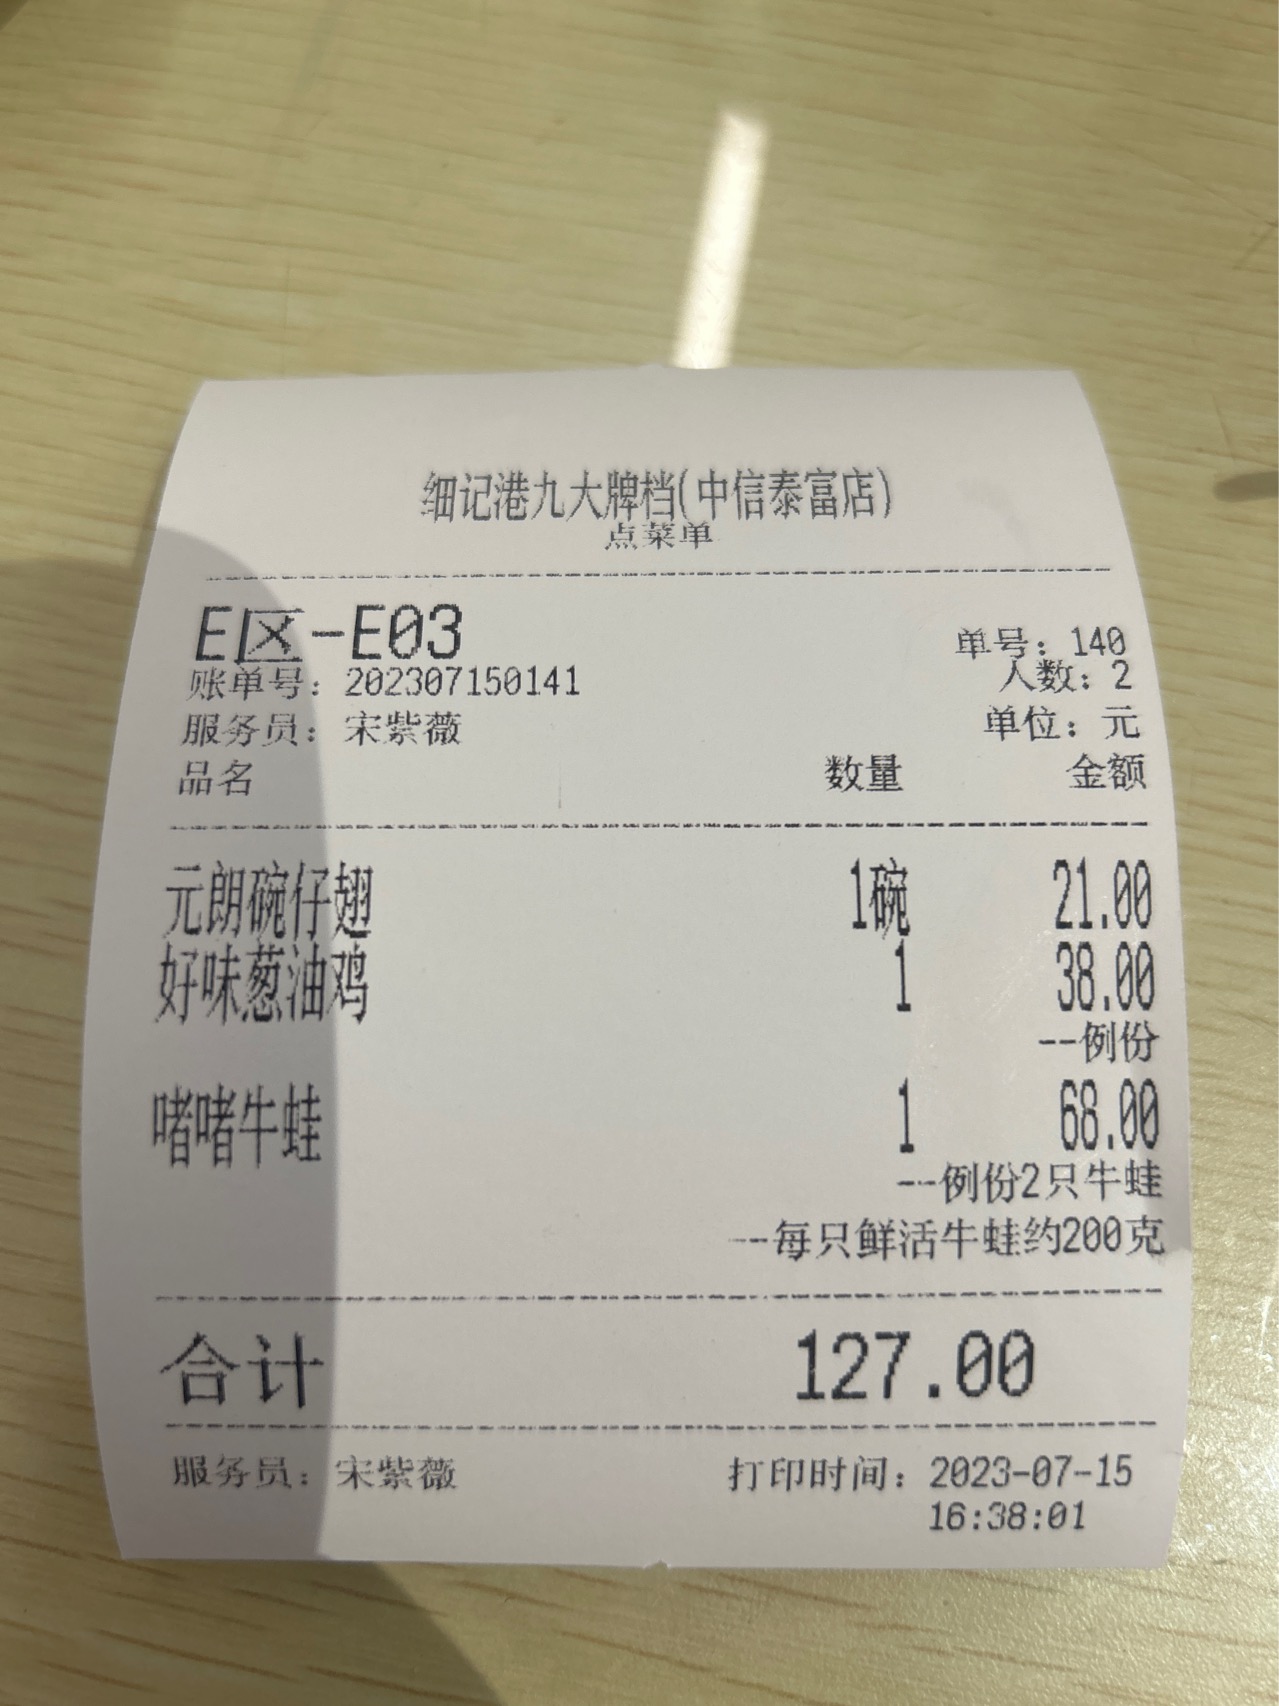 细记港九大牌档(中信泰富店)
点菜单
E区-E03
单号：140
账单号：202307150141
人数：2
服务员：宋紫薇
单位：元
品名 数量 金额
元朗碗仔翅 1碗 21.00
好味葱油鸡 1 38.00
--例份
啫啫牛蛙 1 68.00
--例份2只牛蛙
--每只鲜活牛蛙约200克
合计 127.00
服务员：宋紫薇 打印时间：2023-07-15
16:38:01